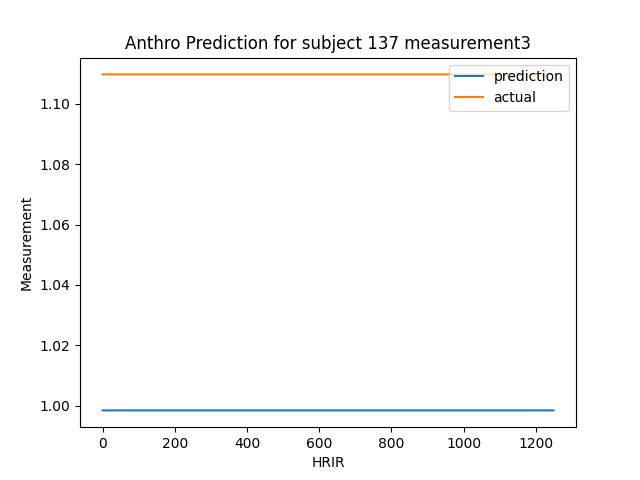 Anthro Prediction for subject 137 measurement3
prediction
actual
Measurement
1.10
1.08
1.06
1.04
1.02
1.00
0 200 400 600 800 1000 1200
HRIR